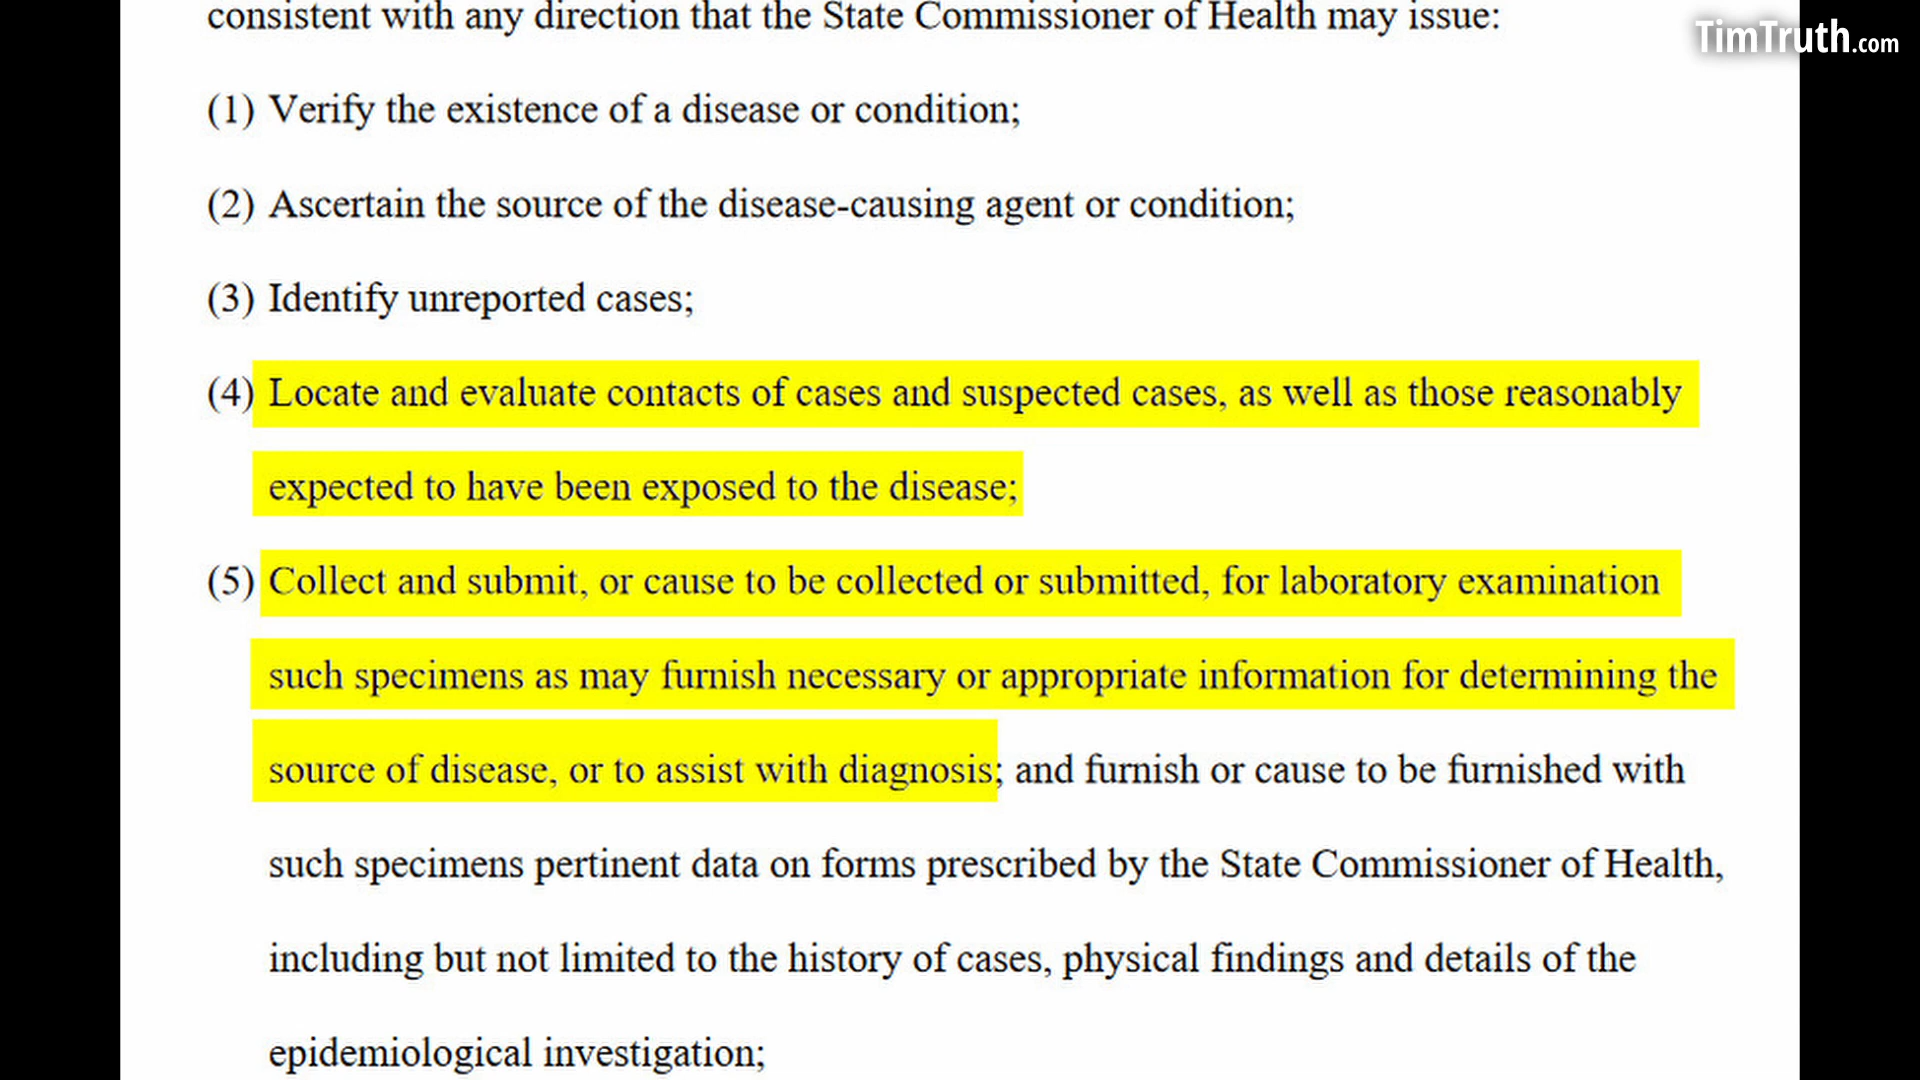 consistent with any direction that the State Commissioner of Health may issue:
TimTruth.com
(1) Verify the existence of a disease or condition;
(2) Ascertain the source of the disease-causing agent or condition;
(3) Identify unreported cases;
(4) Locate and evaluate contacts of cases and suspected cases, as well as those reasonably
expected to have been exposed to the disease;
(5) Collect and submit, or cause to be collected or submitted, for laboratory examination
such specimens as may furnish necessary or appropriate information for determining the
source of disease, or to assist with diagnosis; and furnish or cause to be furnished with
such specimens pertinent data on forms prescribed by the State Commissioner of Health,
including but not limited to the history of cases, physical findings and details of the
epidemiological investigation;